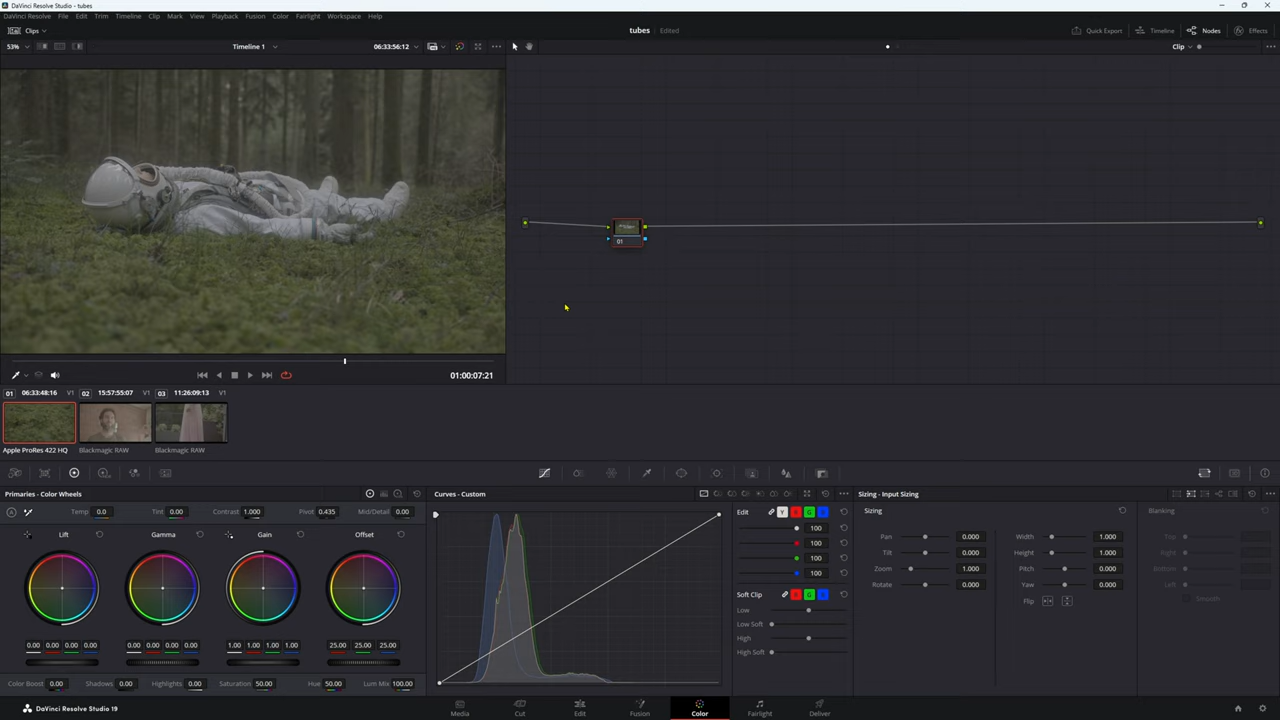 DaVinci Resolve Studio - tubes
DaVinci Resolve File Edit Trim Timeline Clip Mark View Playback Fusion Color Fairlight Workspace Help
Clips tubes Edited Quick Export Timeline Nodes Effects
53% Timeline 1 06:33:56:12 Clip
01
01:00:07:21
01 06:33:48:16 V1 02 15:57:55:07 V1 03 11:26:09:13 V1
Apple ProRes 422 HQ Blackmagic RAW Blackmagic RAW
Primaries - Color Wheels Curves - Custom Sizing - Input Sizing
Temp 0.0 Tint 0.00 Contrast 1.000 Pivot 0.435 Mid/Detail 0.00 Edit Y R G B Sizing Blanking
Lift Gamma Gain Offset 100
Pan 0.000 Width 1.000 Top
100
Tilt 0.000 Height 1.000 Right
100
Zoom 1.000 Pitch 0.000 Bottom
100
Rotate 0.000 Yaw 0.000 Left
Soft Clip R G B Flip Smooth
Low
Low Soft
High
High Soft
0.00 0.00 0.00 0.00 0.00 0.00 0.00 0.00 1.00 1.00 1.00 1.00 25.00 25.00 25.00
Color Boost 0.00 Shadows 0.00 Highlights 0.00 Saturation 50.00 Hue 50.00 Lum Mix 100.00
DaVinci Resolve Studio 19 Media Cut Edit Fusion Color Fairlight Deliver